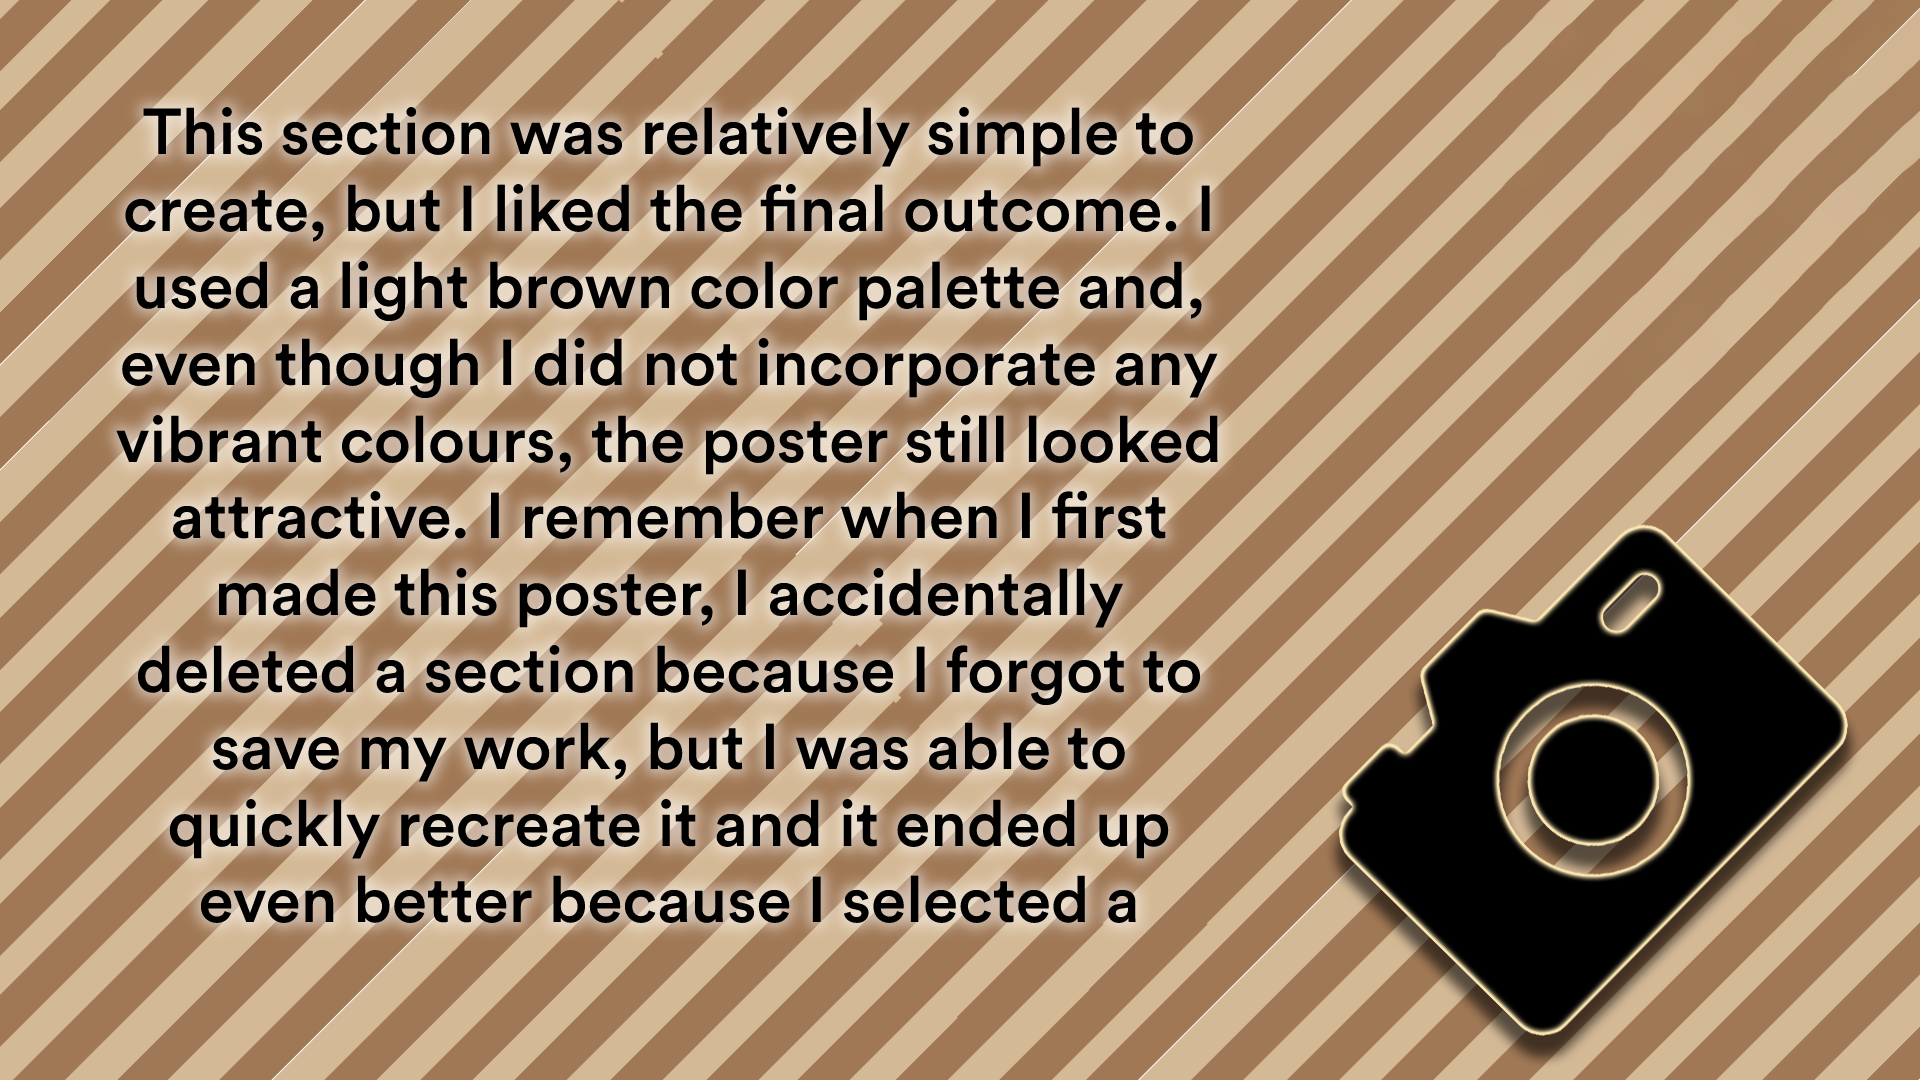 This section was relatively simple to
create, but I liked the final outcome. I
used a light brown color palette and,
even though I did not incorporate any
vibrant colours, the poster still looked
attractive. I remember when I first
made this poster, I accidentally
deleted a section because I forgot to
save my work, but I was able to
quickly recreate it and it ended up
even better because I selected a